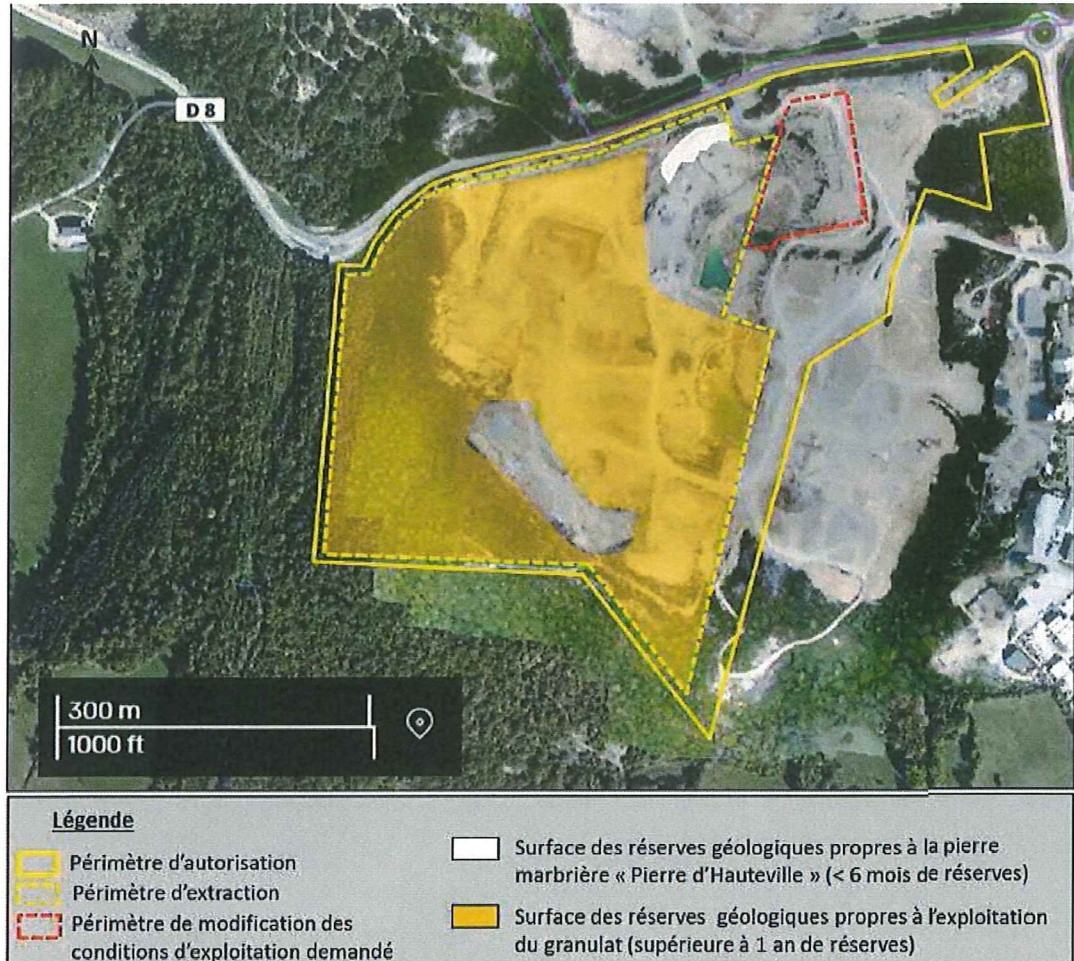 N
D 8
300 m
1000 ft
Légende
Périmètre d'autorisation
Périmètre d'extraction
Périmètre de modification des
conditions d'exploitation demandé
Surface des réserves géologiques propres à la pierre
marbrière « Pierre d'Hauteville » (< 6 mois de réserves)
Surface des réserves géologiques propres à l'exploitation
du granulat (supérieure à 1 an de réserves)